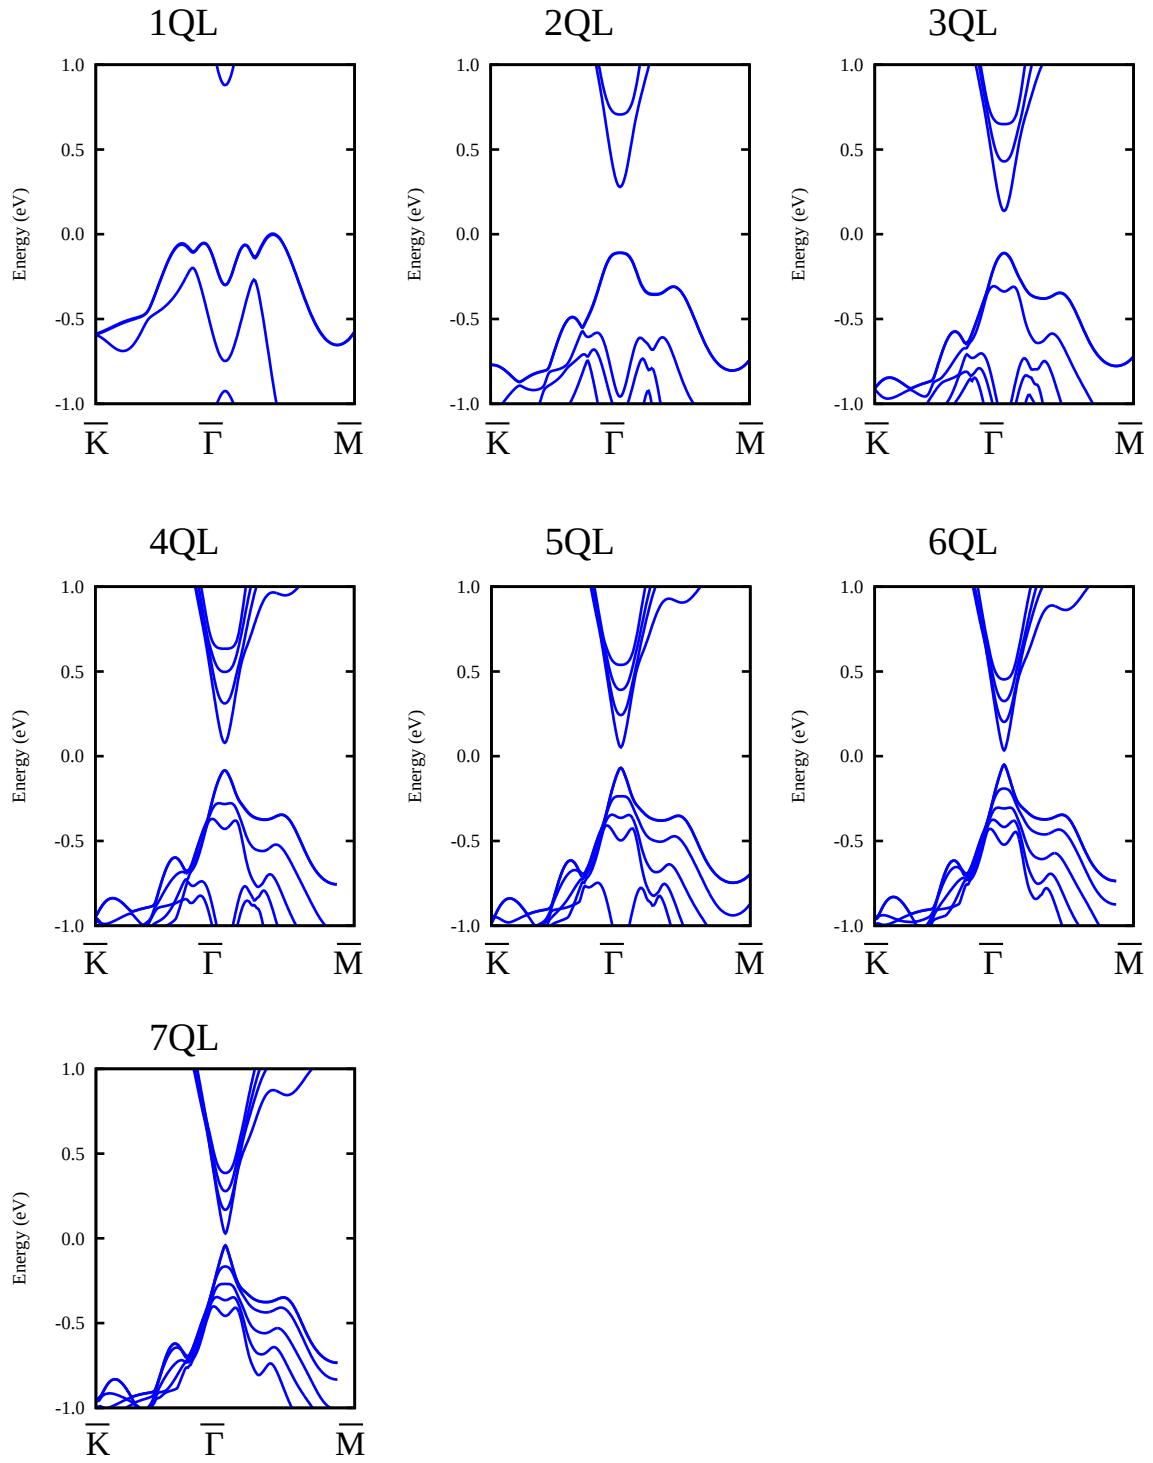 1QL 2QL 3QL
1.0 1.0 1.0
0.5 0.5 0.5
Energy (eV) Energy (eV) Energy (eV)
0.0 0.0 0.0
-0.5 -0.5 -0.5
-1.0 -1.0 -1.0
K̅ Γ̅ M̅ K̅ Γ̅ M̅ K̅ Γ̅ M̅
4QL 5QL 6QL
1.0 1.0 1.0
0.5 0.5 0.5
Energy (eV) Energy (eV) Energy (eV)
0.0 0.0 0.0
-0.5 -0.5 -0.5
-1.0 -1.0 -1.0
K̅ Γ̅ M̅ K̅ Γ̅ M̅ K̅ Γ̅ M̅
7QL
1.0
0.5
Energy (eV)
0.0
-0.5
-1.0
K̅ Γ̅ M̅